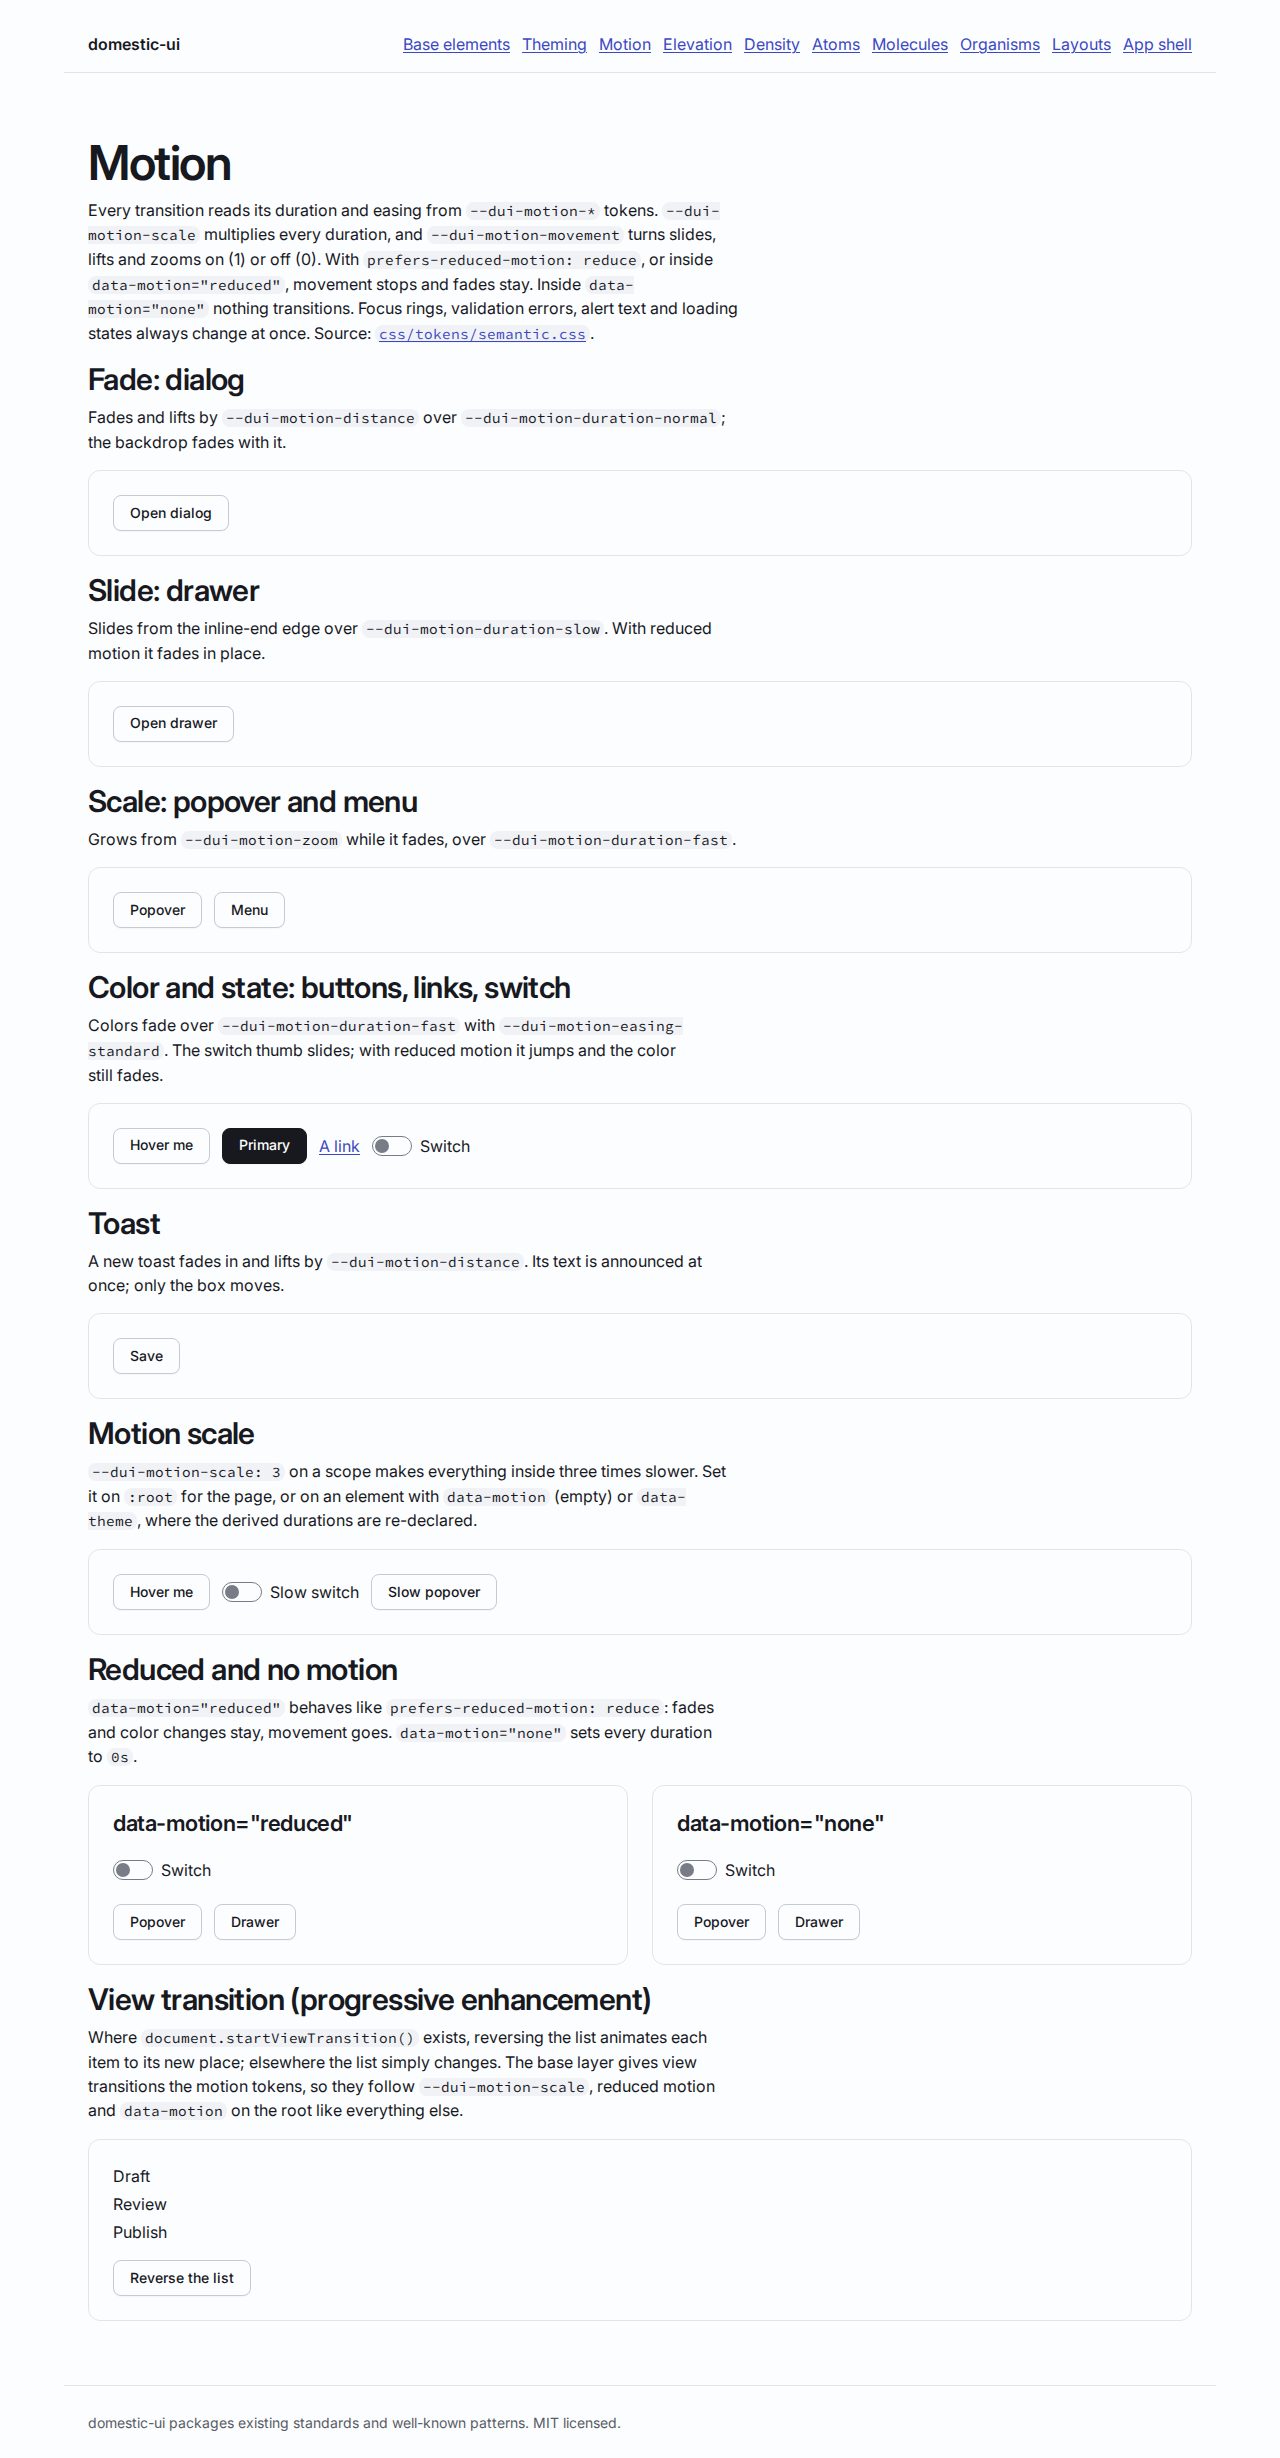 domestic-ui
Base elements Theming Motion Elevation Density Atoms Molecules Organisms Layouts App shell
Motion
Every transition reads its duration and easing from --dui-motion-* tokens. --dui-
motion-scale multiplies every duration, and --dui-motion-movement turns slides,
lifts and zooms on (1) or off (0). With prefers-reduced-motion: reduce, or inside
data-motion="reduced", movement stops and fades stay. Inside data-
motion="none" nothing transitions. Focus rings, validation errors, alert text and loading
states always change at once. Source: css/tokens/semantic.css.
Fade: dialog
Fades and lifts by --dui-motion-distance over --dui-motion-duration-normal;
the backdrop fades with it.
Open dialog
Slide: drawer
Slides from the inline-end edge over --dui-motion-duration-slow. With reduced
motion it fades in place.
Open drawer
Scale: popover and menu
Grows from --dui-motion-zoom while it fades, over --dui-motion-duration-fast.
Popover Menu
Color and state: buttons, links, switch
Colors fade over --dui-motion-duration-fast with --dui-motion-easing-
standard. The switch thumb slides; with reduced motion it jumps and the color
still fades.
Hover me Primary A link Switch
Toast
A new toast fades in and lifts by --dui-motion-distance. Its text is announced at
once; only the box moves.
Save
Motion scale
--dui-motion-scale: 3 on a scope makes everything inside three times slower. Set
it on :root for the page, or on an element with data-motion (empty) or data-
theme, where the derived durations are re-declared.
Hover me Slow switch Slow popover
Reduced and no motion
data-motion="reduced" behaves like prefers-reduced-motion: reduce: fades
and color changes stay, movement goes. data-motion="none" sets every duration
to 0s.
data-motion="reduced"
Switch
Popover Drawer
data-motion="none"
Switch
Popover Drawer
View transition (progressive enhancement)
Where document.startViewTransition() exists, reversing the list animates each
item to its new place; elsewhere the list simply changes. The base layer gives view
transitions the motion tokens, so they follow --dui-motion-scale, reduced motion
and data-motion on the root like everything else.
Draft
Review
Publish
Reverse the list
domestic-ui packages existing standards and well-known patterns. MIT licensed.